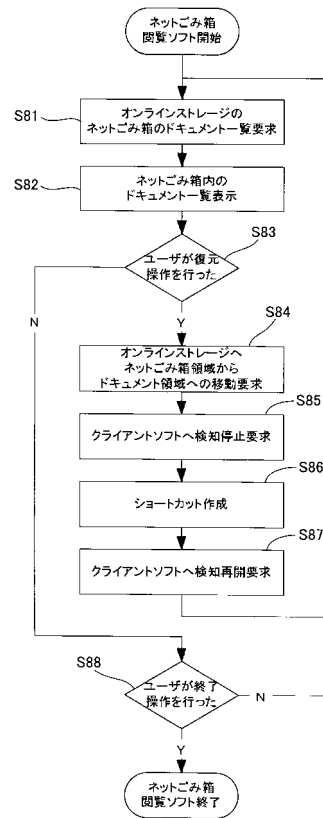 ネットごみ箱
閲覧ソフト開始
S81
オンラインストレージの
ネットごみ箱のドキュメント一覧要求
S82
ネットごみ箱内の
ドキュメント一覧表示
S83
ユーザが復元
操作を行った
N
Y
S84
オンラインストレージへ
ネットごみ箱領域から
ドキュメント領域への移動要求
S85
クライアントソフトへ検知停止要求
S86
ショートカット作成
S87
クライアントソフトへ検知再開要求
S88
ユーザが終了
操作を行った
N
Y
ネットごみ箱
閲覧ソフト終了